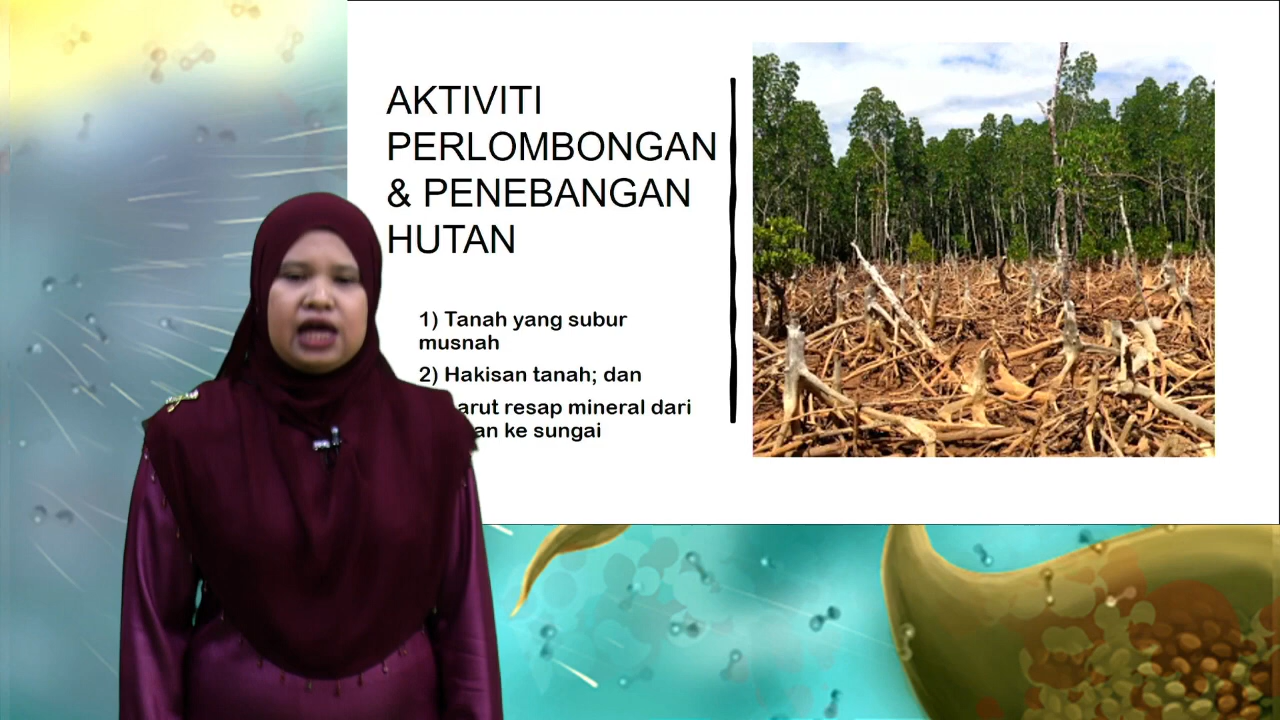 AKTIVITI
PERLOMBONGAN
& PENEBANGAN
HUTAN
1) Tanah yang subur
musnah
2) Hakisan tanah; dan
resap mineral dari
ke sungai